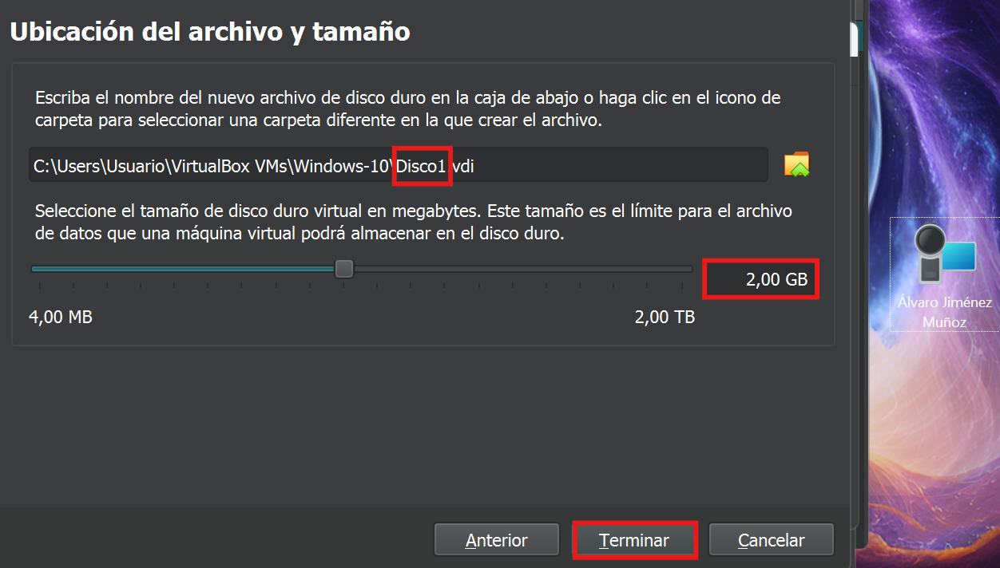 Ubicación del archivo y tamaño
Escriba el nombre del nuevo archivo de disco duro en la caja de abajo o haga clic en el icono de
carpeta para seleccionar una carpeta diferente en la que crear el archivo.
C:\Users\Usuario\VirtualBox VMs\Windows-10\Disco1.vdi
Seleccione el tamaño de disco duro virtual en megabytes. Este tamaño es el límite para el archivo
de datos que una máquina virtual podrá almacenar en el disco duro.
2,00 GB
4,00 MB
2,00 TB
Álvaro Jiménez
Muñoz
Anterior
Terminar
Cancelar